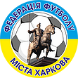 ФЕДЕРАЦІЯ ФУТБОЛУ
МІСТА ХАРКОВА